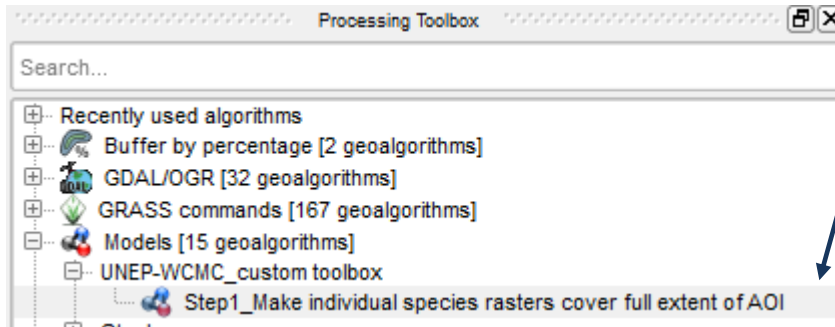 Processing Toolbox
Search...
Recently used algorithms
Buffer by percentage [2 geoalgorithms]
GDAL/OGR [32 geoalgorithms]
GRASS commands [167 geoalgorithms]
Models [15 geoalgorithms]
UNEP-WCMC_custom toolbox
Step1_Make individual species rasters cover full extent of AOI